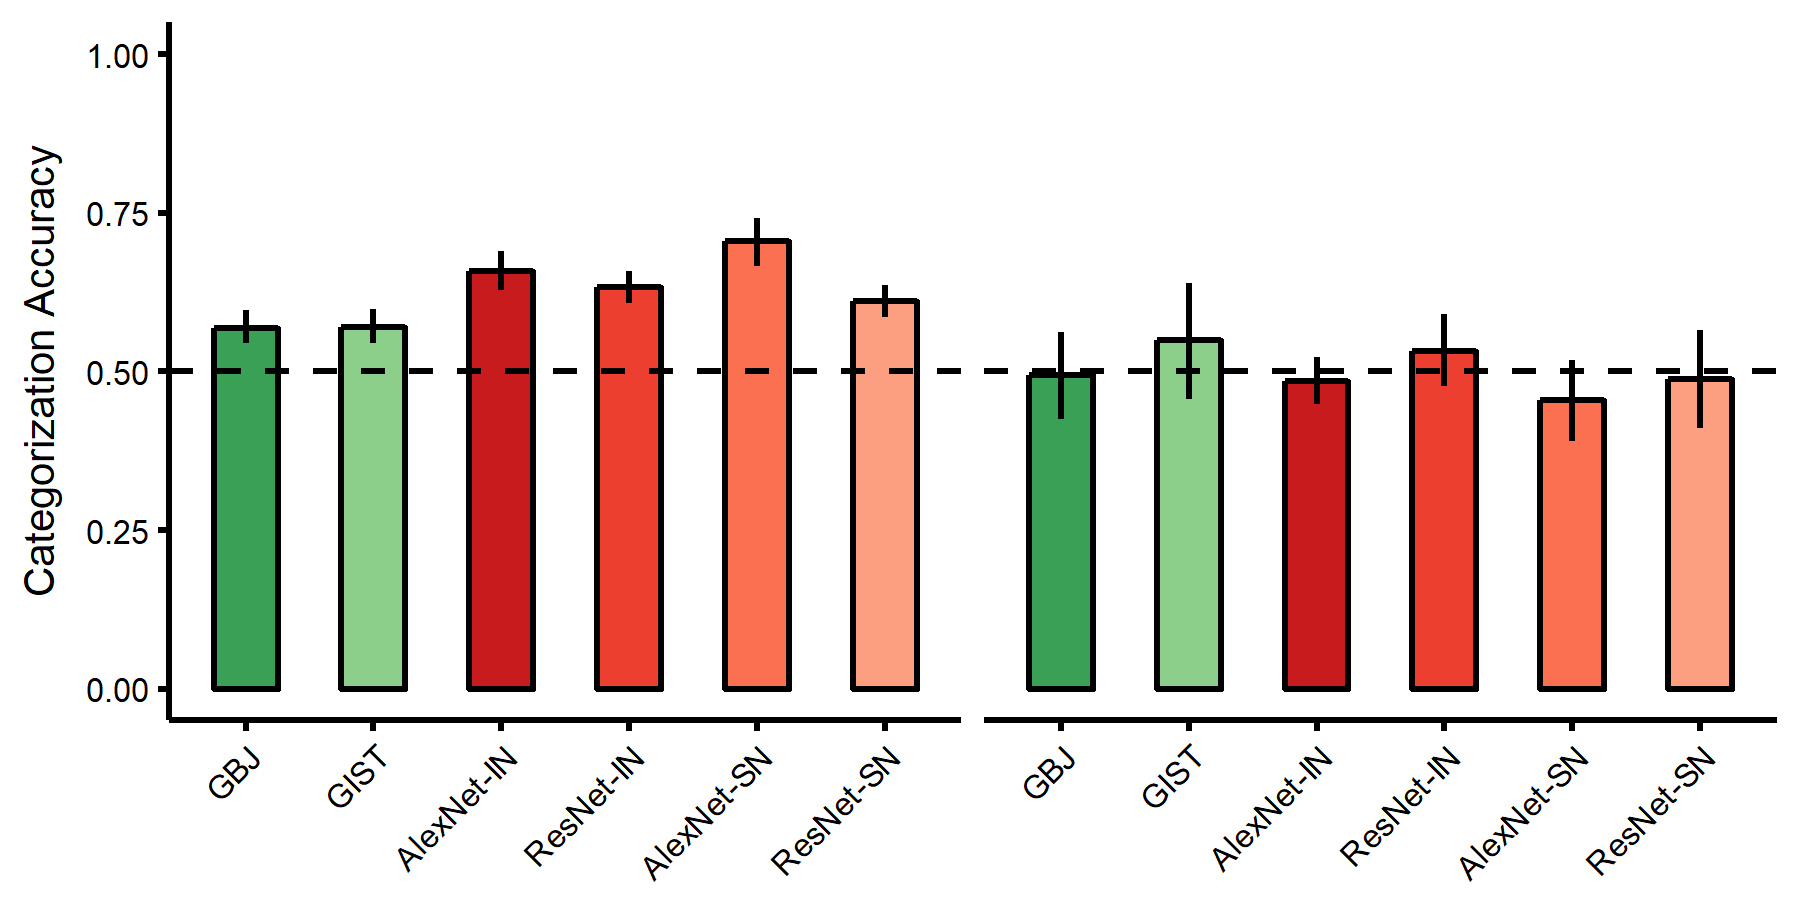 Categorization Accuracy
1.00
0.75
0.50
0.25
0.00
GBJ
GIST
AlexNet-IN
ResNet-IN
AlexNet-SN
ResNet-SN
GBJ
GIST
AlexNet-IN
ResNet-IN
AlexNet-SN
ResNet-SN